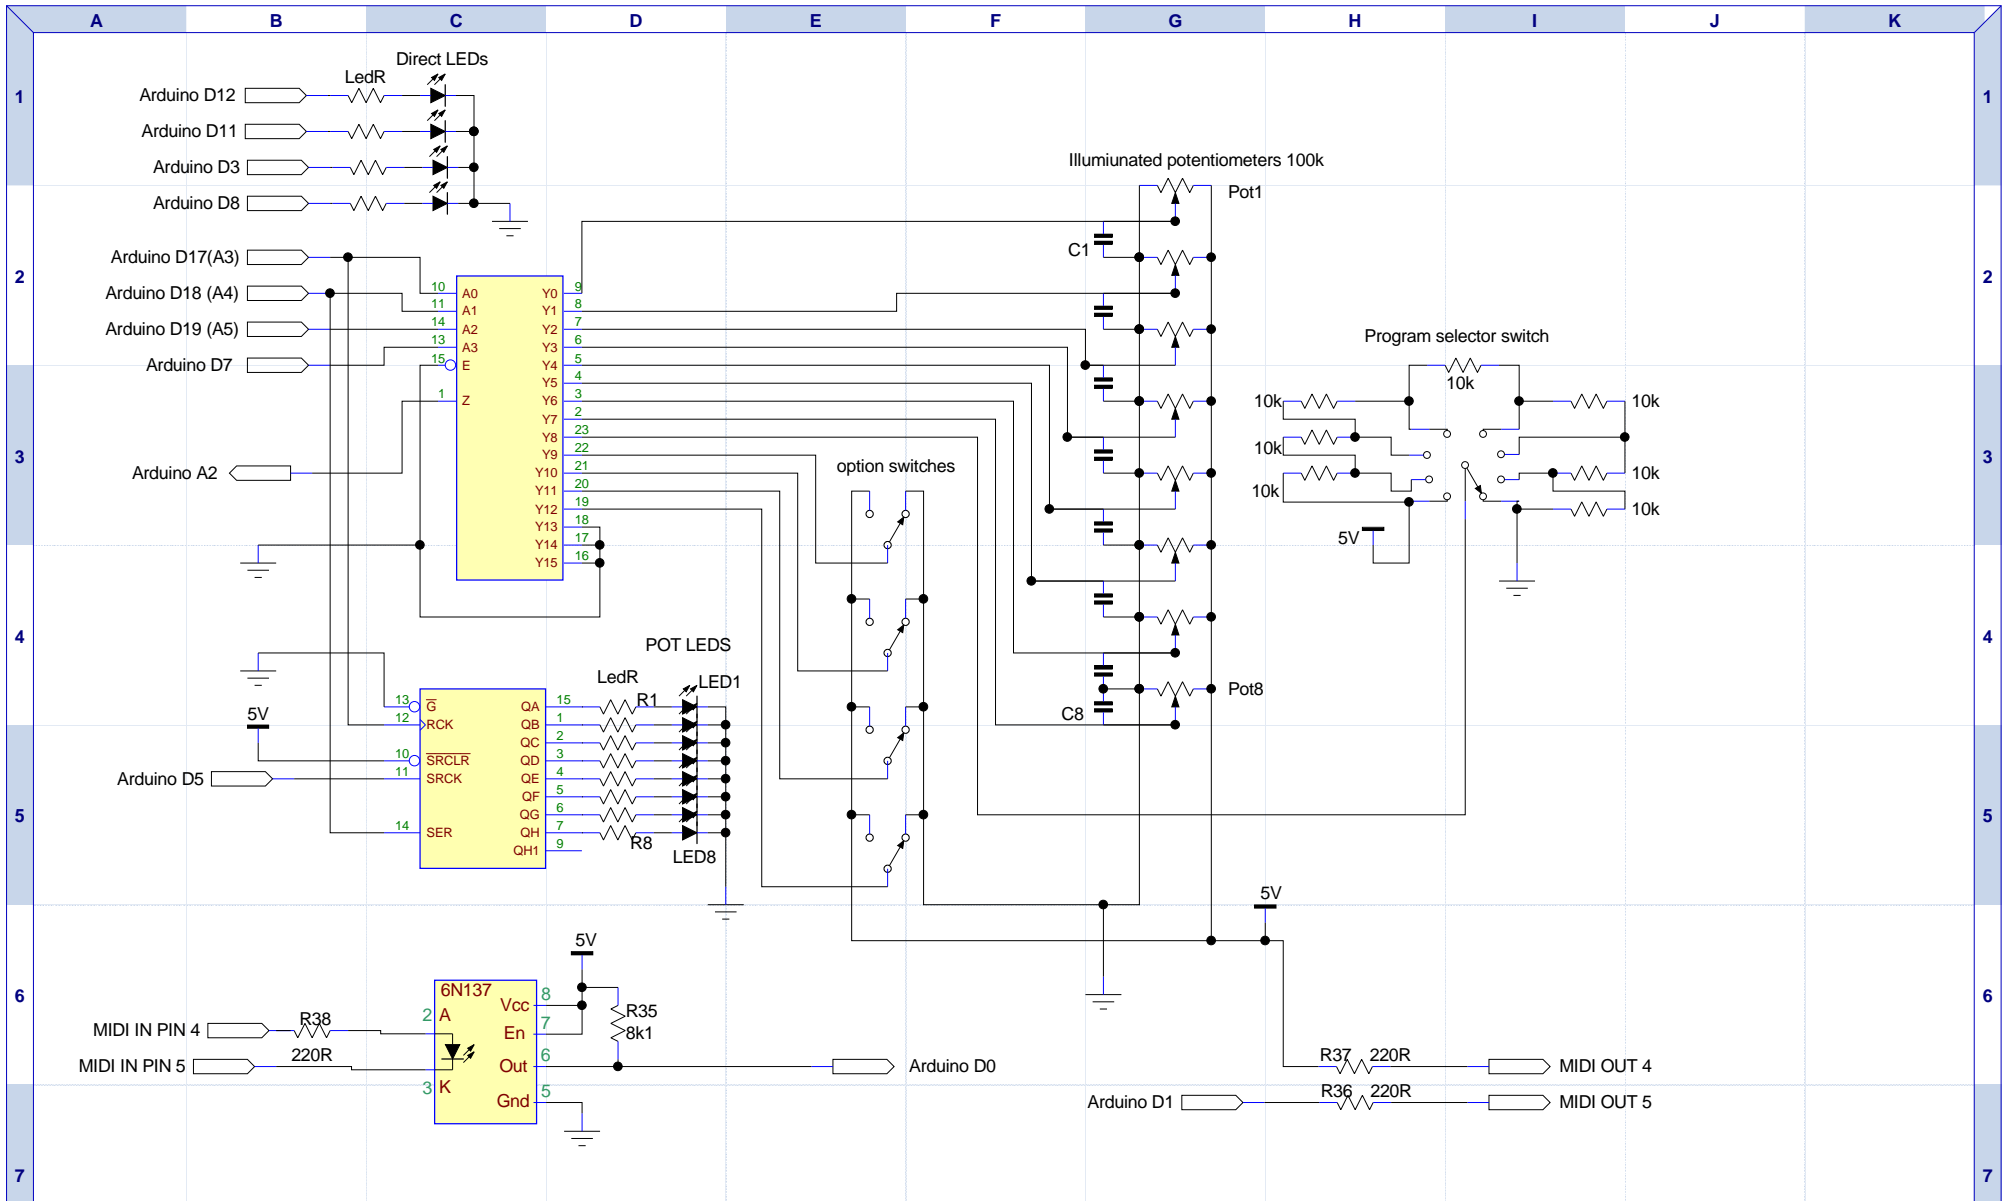 A B C D E F G H I J K
1 1
2 2
3 3
4 4
5 5
6 6
7 7
Direct LEDs
LedR
Arduino D12
Arduino D11
Arduino D3
Arduino D8
Arduino D17(A3)
Arduino D18 (A4)
Arduino D19 (A5)
Arduino D7
Arduino A2
10 A0
11 A1
14 A2
13 A3
15 E
1 Z
Y0 9
Y1 8
Y2 7
Y3 6
Y4 5
Y5 4
Y6 3
Y7 2
Y8 23
Y9 22
Y10 21
Y11 20
Y12 19
Y13 18
Y14 17
Y15 16
option switches
Illumiunated potentiometers 100k
Pot1
C1
Pot8
C8
Program selector switch
10k
10k
10k
10k
10k
10k
10k
5V
POT LEDS
LedR
R1
LED1
R8
LED8
5V
Arduino D5
13 G
12 RCK
10 SRCLR
11 SRCK
14 SER
QA 15
QB 1
QC 2
QD 3
QE 4
QF 5
QG 6
QH 7
QH1 9
5V
5V
6N137
2 A
3 K
Vcc 8
En 7
Out 6
Gnd 5
MIDI IN PIN 4
R38
220R
MIDI IN PIN 5
R35
8k1
Arduino D0
R37 220R
MIDI OUT 4
Arduino D1
R36 220R
MIDI OUT 5